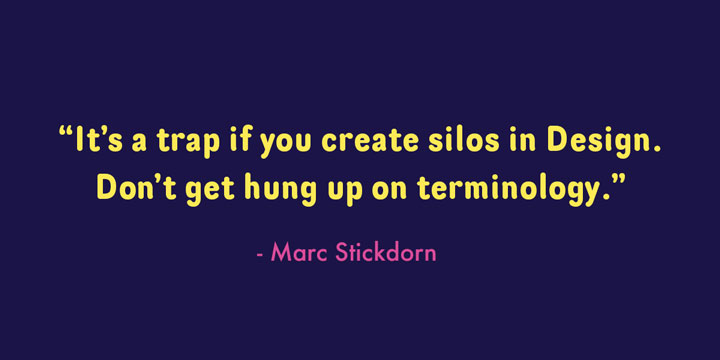 “It’s a trap if you create silos in Design.
Don’t get hung up on terminology.”
- Marc Stickdorn